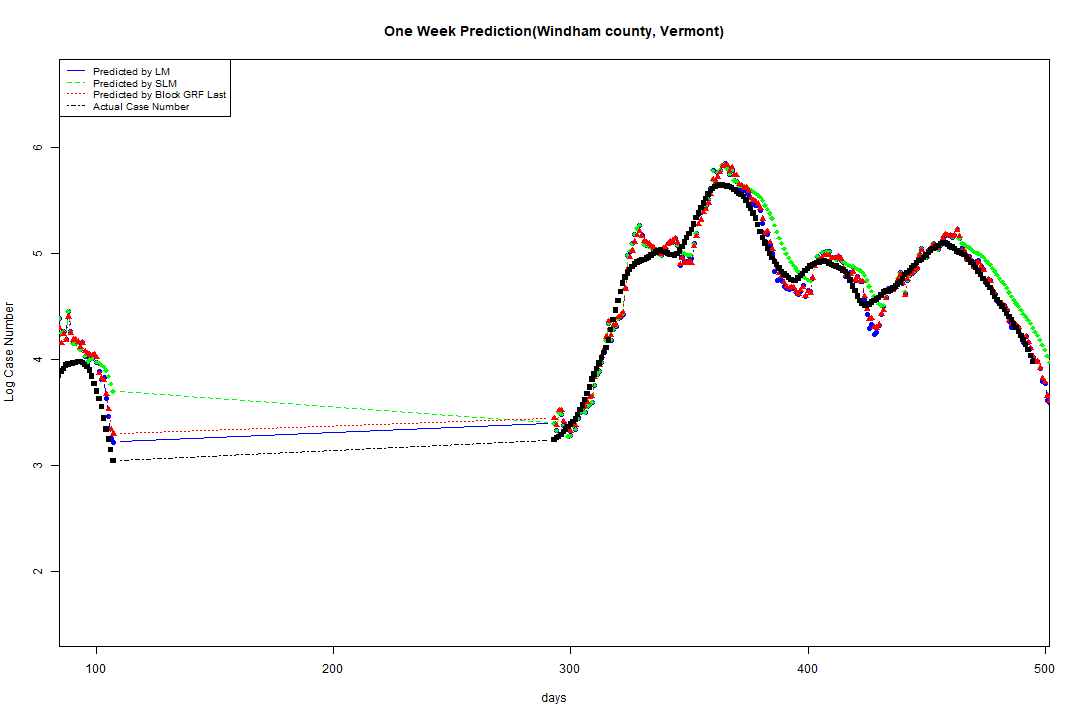 One Week Prediction(Windham county, Vermont)
Predicted by LM
Predicted by SLM
Predicted by Block GRF Last
Actual Case Number
6
5
4
3
2
Log Case Number
100 200 300 400 500
days